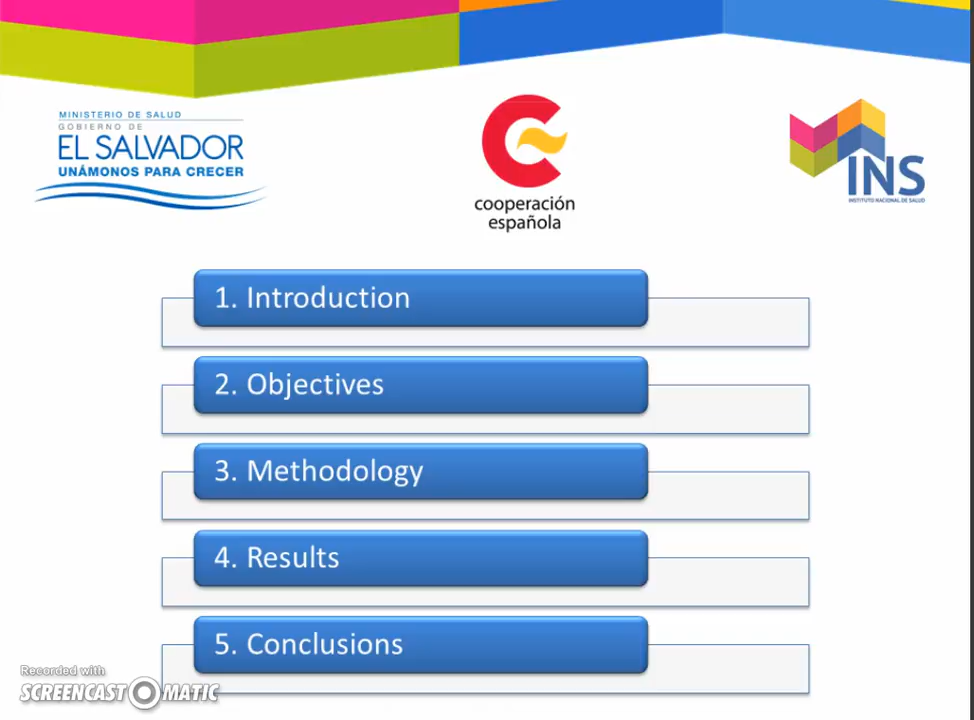 MINISTERIO DE SALUD
GOBIERNO DE
EL SALVADOR
UNÁMONOS PARA CRECER
cooperación
española
INS
INSTITUTO NACIONAL DE SALUD
1. Introduction
2. Objectives
3. Methodology
4. Results
5. Conclusions
Recorded with
SCREENCAST MATIC